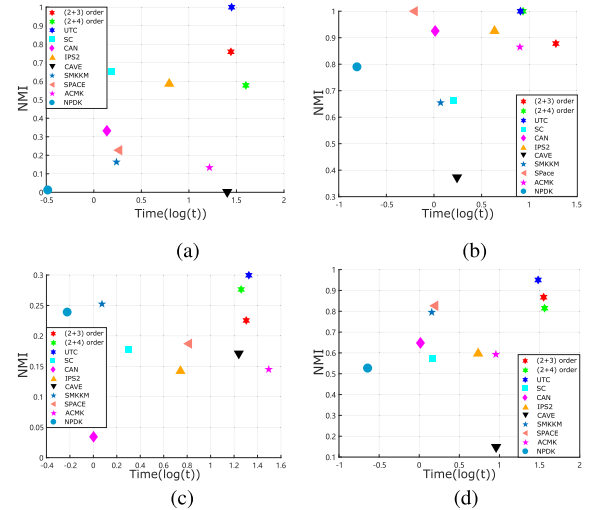 1
0.9
0.8
0.7
0.6
0.5
0.4
0.3
0.2
0.1
0
NMI
-0.5 0 0.5 1 1.5 2
Time(log(t))
(2+3) order
(2+4) order
UTC
SC
CAN
IPS2
CAVE
SMKKM
SPACE
ACMK
NPDK
(a)
1
0.9
0.8
0.7
0.6
0.5
0.4
0.3
NMI
-1 -0.5 0 0.5 1 1.5
Time(log(t))
(2+3) order
(2+4) order
UTC
SC
CAN
IPS2
CAVE
SMKKM
SPace
ACMK
NPDK
(b)
0.3
0.25
0.2
0.15
0.1
0.05
0
NMI
-0.4 -0.2 0 0.2 0.4 0.6 0.8 1 1.2 1.4 1.6
Time(log(t))
(2+3) order
(2+4) order
UTC
SC
CAN
IPS2
CAVE
SMKKM
SPACE
ACMK
NPDK
(c)
1
0.9
0.8
0.7
0.6
0.5
0.4
0.3
0.2
0.1
NMI
-1 -0.5 0 0.5 1 1.5 2
Time(log(t))
(2+3) order
(2+4) order
UTC
SC
CAN
IPS2
CAVE
SMKKM
SPACE
ACMK
NPDK
(d)